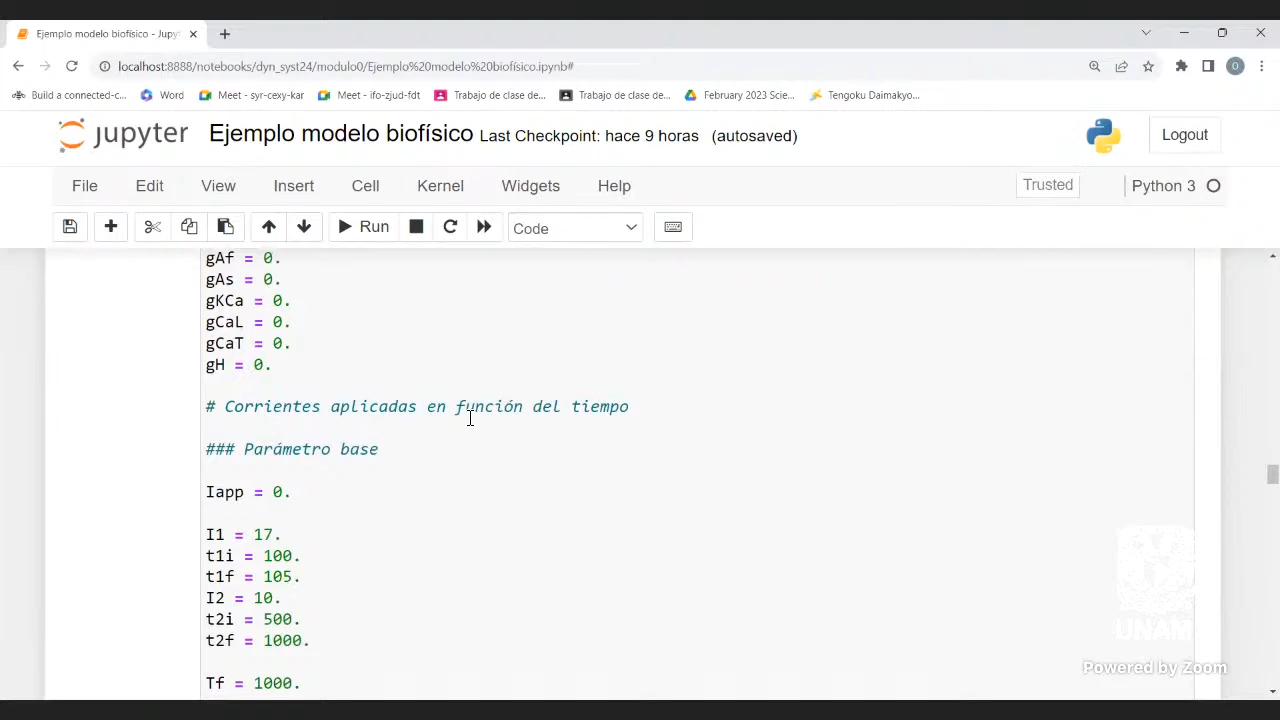 Ejemplo modelo biofísico - Jupy
localhost:8888/notebooks/dyn_syst24/modulo0/Ejemplo%20modelo%20biofísico.ipynb#
Build a connected-c... Word Meet - syr-cexy-kar Meet - ifo-zjud-fdt Trabajo de clase de... Trabajo de clase de... February 2023 Scie... Tengoku Daimakyo...
jupyter Ejemplo modelo biofísico Last Checkpoint: hace 9 horas (autosaved) Logout
File Edit View Insert Cell Kernel Widgets Help Trusted Python 3
Run Code
gAf = 0.
gAs = 0.
gKCa = 0.
gCaL = 0.
gCaT = 0.
gH = 0.
# Corrientes aplicadas en función del tiempo
### Parámetro base
Iapp = 0.
I1 = 17.
t1i = 100.
t1f = 105.
I2 = 10.
t2i = 500.
t2f = 1000.
Tf = 1000.
UNAM
Powered by Zoom